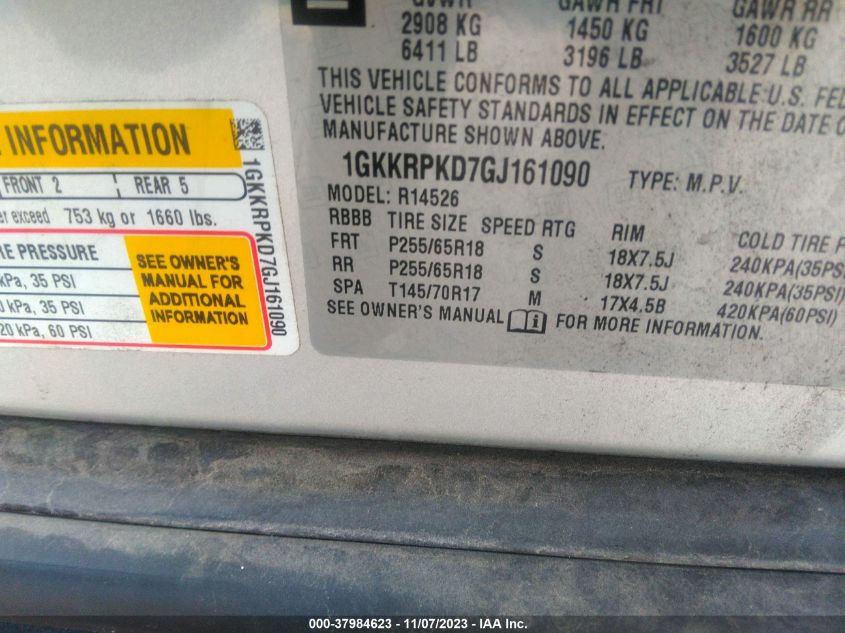 GVWR GAWR FRT GAWR RR
2908 KG 1450 KG 1600 KG
6411 LB 3196 LB 3527 LB
THIS VEHICLE CONFORMS TO ALL APPLICABLE U.S.
VEHICLE SAFETY STANDARDS IN EFFECT ON THE DATE
MANUFACTURE SHOWN ABOVE.
1GKKRPKD7GJ161090 TYPE: M.P.V.
MODEL: R14526
RBBB TIRE SIZE SPEED RTG RIM COLD TIRE
FRT P255/65R18 S 18X7.5J 240KPA(35PSI)
RR P255/65R18 S 18X7.5J 240KPA(35PSI)
SPA T145/70R17 M 17X4.5B 420KPA(60PSI)
SEE OWNER'S MANUAL i FOR MORE INFORMATION.
INFORMATION
FRONT 2 REAR 5
exceed 753 kg or 1660 lbs.
PRESSURE
kPa, 35 PSI
kPa, 35 PSI
20 kPa, 60 PSI
SEE OWNER'S
MANUAL FOR
ADDITIONAL
INFORMATION
1GKKRPKD7GJ161090
000-37984623 - 11/07/2023 - IAA Inc.